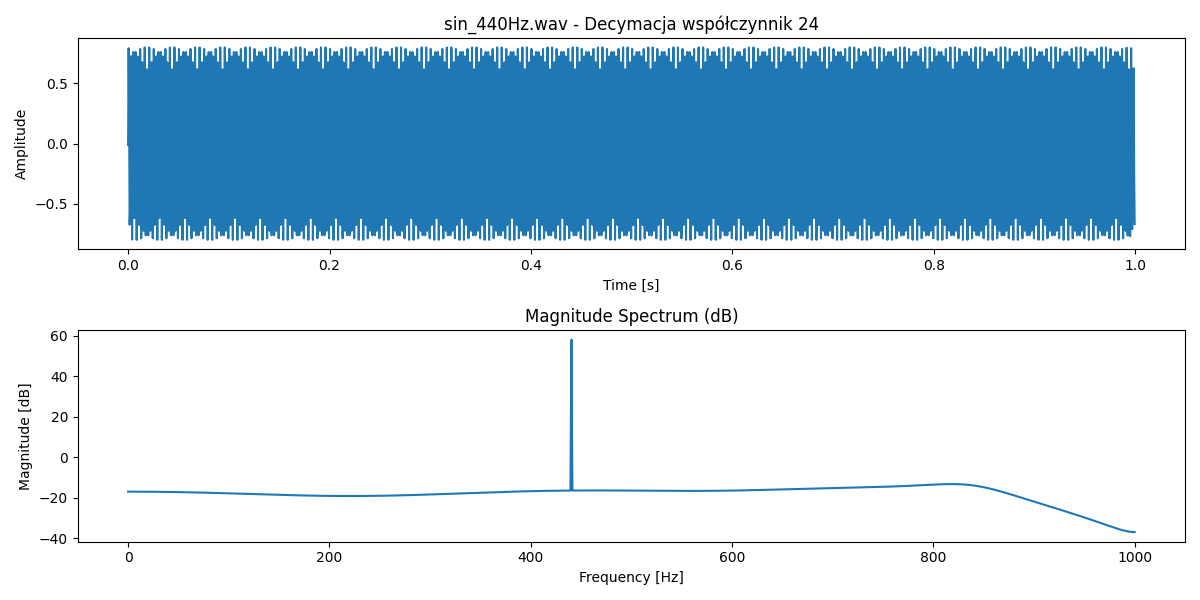 sin_440Hz.wav - Decymacja współczynnik 24
Amplitude
0.5
0.0
−0.5
0.0 0.2 0.4 0.6 0.8 1.0
Time [s]
Magnitude Spectrum (dB)
Magnitude [dB]
60
40
20
0
−20
−40
0 200 400 600 800 1000
Frequency [Hz]